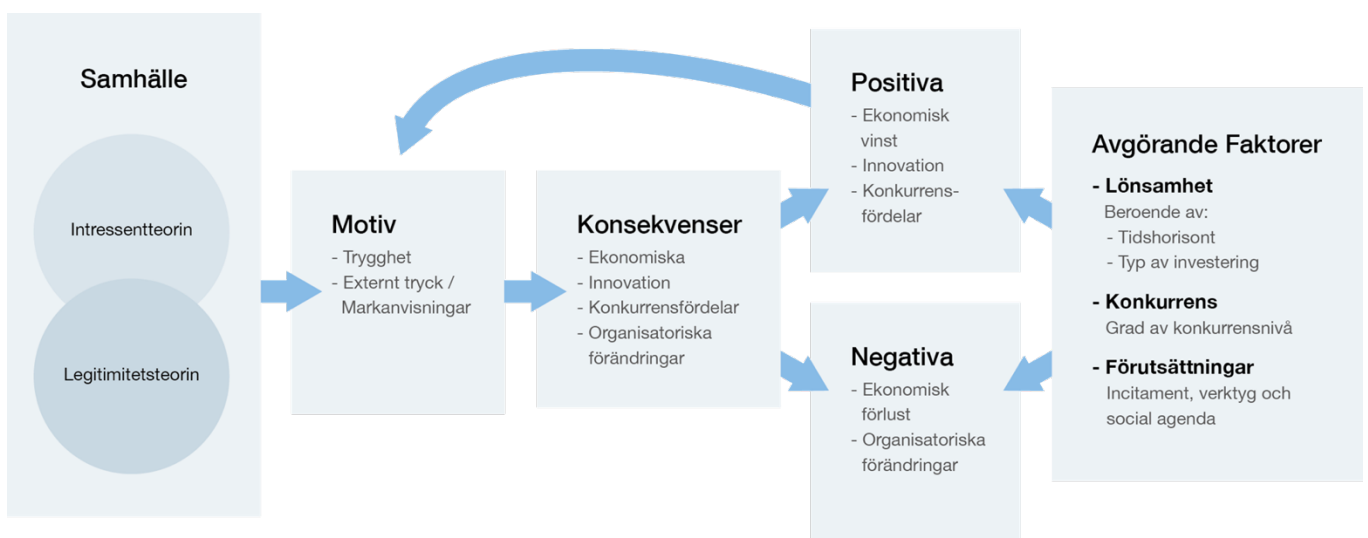 Samhälle
Intressentteorin
Legitimitetsteorin
Motiv
- Trygghet
- Externt tryck /
Markanvisningar
Konsekvenser
- Ekonomiska
- Innovation
- Konkurrensfördelar
- Organisatoriska
förändringar
Positiva
- Ekonomisk
vinst
- Innovation
- Konkurrens-
fördelar
Negativa
- Ekonomisk
förlust
- Organisatoriska
förändringar
Avgörande Faktorer
- Lönsamhet
Beroende av:
- Tidshorisont
- Typ av investering
- Konkurrens
Grad av konkurrensnivå
- Förutsättningar
Incitament, verktyg och
social agenda